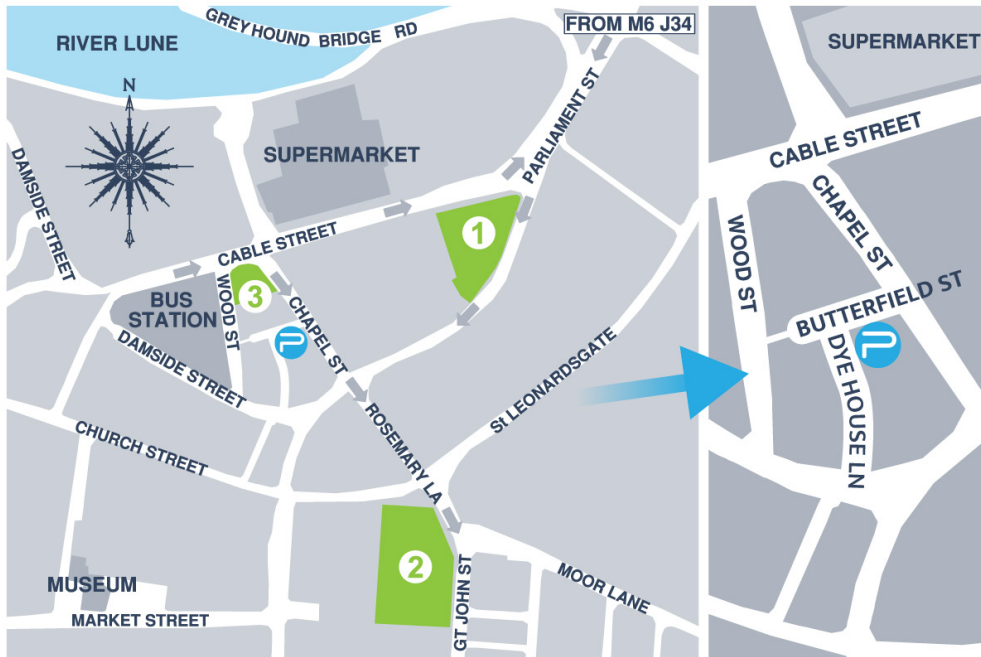 FROM M6 J34
GREYHOUND BRIDGE RD
RIVER LUNE
N
SUPERMARKET
PARLIAMENT ST
DAMSIDE STREET
CABLE STREET
1
WOOD ST
3
CHAPEL ST
BUS
STATION
DAMSIDE STREET
St LEONARDSGATE
CHURCH STREET
ROSEMARY LA
2
MUSEUM
MARKET STREET
GT JOHN ST
MOOR LANE
SUPERMARKET
CABLE STREET
CHAPEL ST
WOOD ST
BUTTERFIELD ST
DYE HOUSE LN